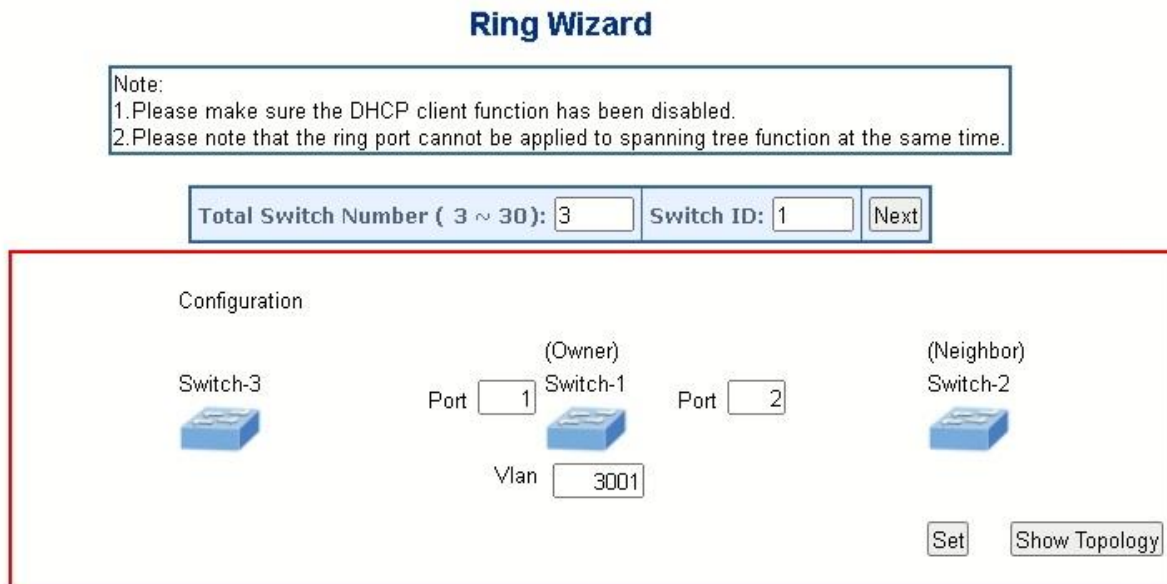 Ring Wizard
Note:
1.Please make sure the DHCP client function has been disabled.
2.Please note that the ring port cannot be applied to spanning tree function at the same time.
Total Switch Number ( 3 ~ 30): 3 Switch ID: 1 Next
Configuration
(Owner) (Neighbor)
Switch-3 Port 1 Switch-1 Port 2 Switch-2
Vlan 3001
Set Show Topology